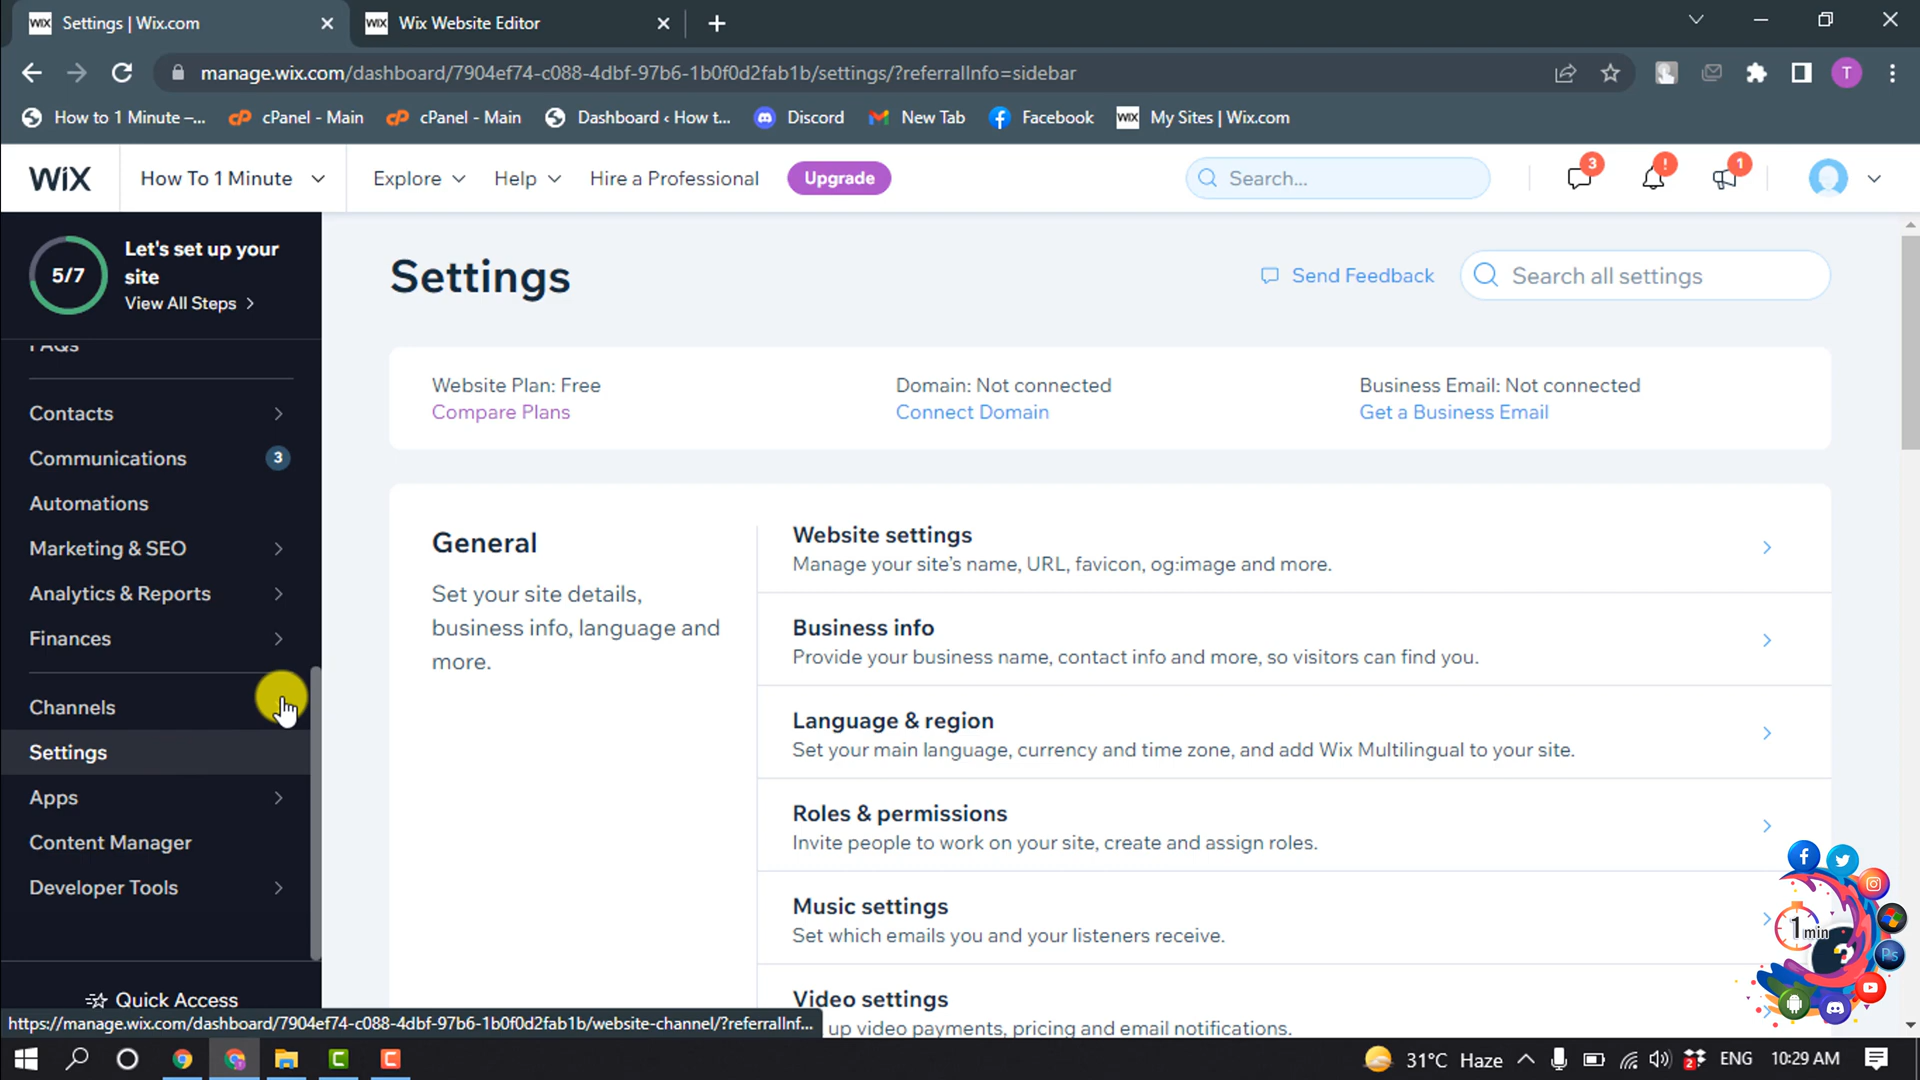 Settings | Wix.com
Wix Website Editor
manage.wix.com/dashboard/7904ef74-c088-4dbf-97b6-1b0f0d2fab1b/settings/?referralInfo=sidebar
T
How to 1 Minute –...
cPanel - Main
cPanel - Main
Dashboard ‹ How t...
Discord
New Tab
Facebook
My Sites | Wix.com
WiX
How To 1 Minute
Explore
Help
Hire a Professional
Upgrade
Search...
3
!
1
5/7
Let's set up your
site
View All Steps
FAQs
Contacts
Communications
3
Automations
Marketing & SEO
Analytics & Reports
Finances
Channels
Settings
Apps
Content Manager
Developer Tools
Quick Access
Settings
Send Feedback
Search all settings
Website Plan: Free
Compare Plans
Domain: Not connected
Connect Domain
Business Email: Not connected
Get a Business Email
General
Set your site details,
business info, language and
more.
Website settings
Manage your site's name, URL, favicon, og:image and more.
Business info
Provide your business name, contact info and more, so visitors can find you.
Language & region
Set your main language, currency and time zone, and add Wix Multilingual to your site.
Roles & permissions
Invite people to work on your site, create and assign roles.
Music settings
Set which emails you and your listeners receive.
Video settings
up video payments, pricing and email notifications.
1 min
?
Ps
https://manage.wix.com/dashboard/7904ef74-c088-4dbf-97b6-1b0f0d2fab1b/website-channel/?referralInf...
31°C Haze
2
ENG
10:29 AM